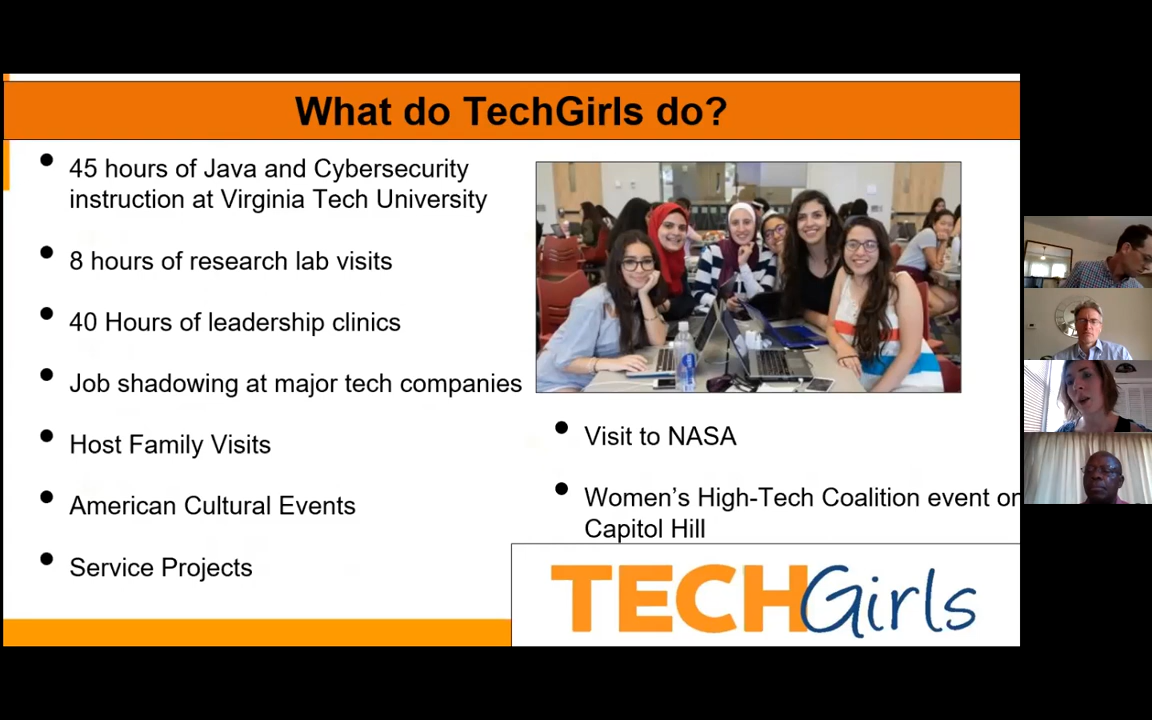 What do TechGirls do?
45 hours of Java and Cybersecurity
instruction at Virginia Tech University
8 hours of research lab visits
40 Hours of leadership clinics
Job shadowing at major tech companies
Host Family Visits
American Cultural Events
Service Projects
Visit to NASA
Women's High-Tech Coalition event on
Capitol Hill
TECHGirls